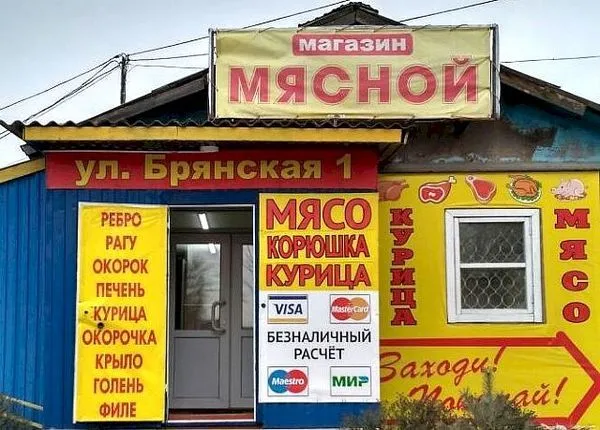 МАГАЗИН
МЯСНОЙ
ул. Брянская 1
РЕБРО
РАГУ
ОКОРОК
ПЕЧЕНЬ
КУРИЦА
ОКОРОЧКА
КРЫЛО
ГОЛЕНЬ
ФИЛЕ
МЯСО
КОРЮШКА
КУРИЦА
VISA
MasterCard
БЕЗНАЛИЧНЫЙ
РАСЧЁТ
Maestro
МИР
КУРИЦА
МЯСО
Заходи!
Покупай!